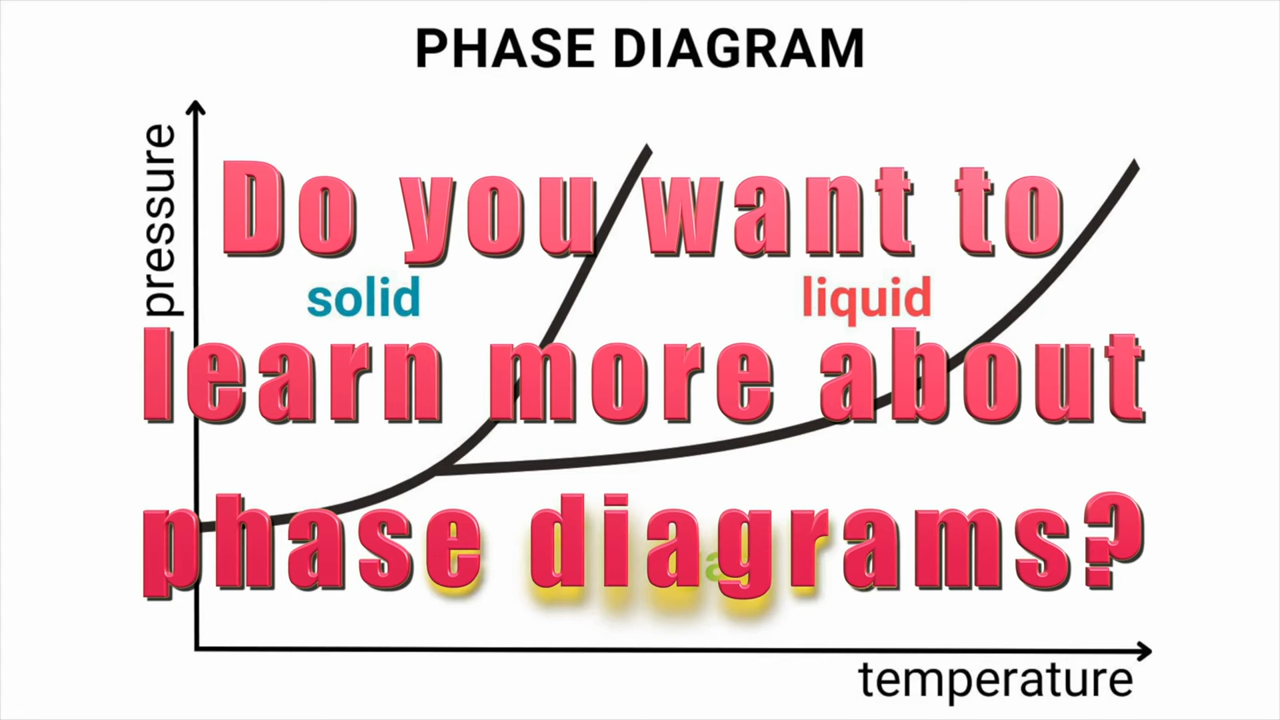 PHASE DIAGRAM
pressure
Do you want to
solid
liquid
learn more about
phase diagrams?
temperature